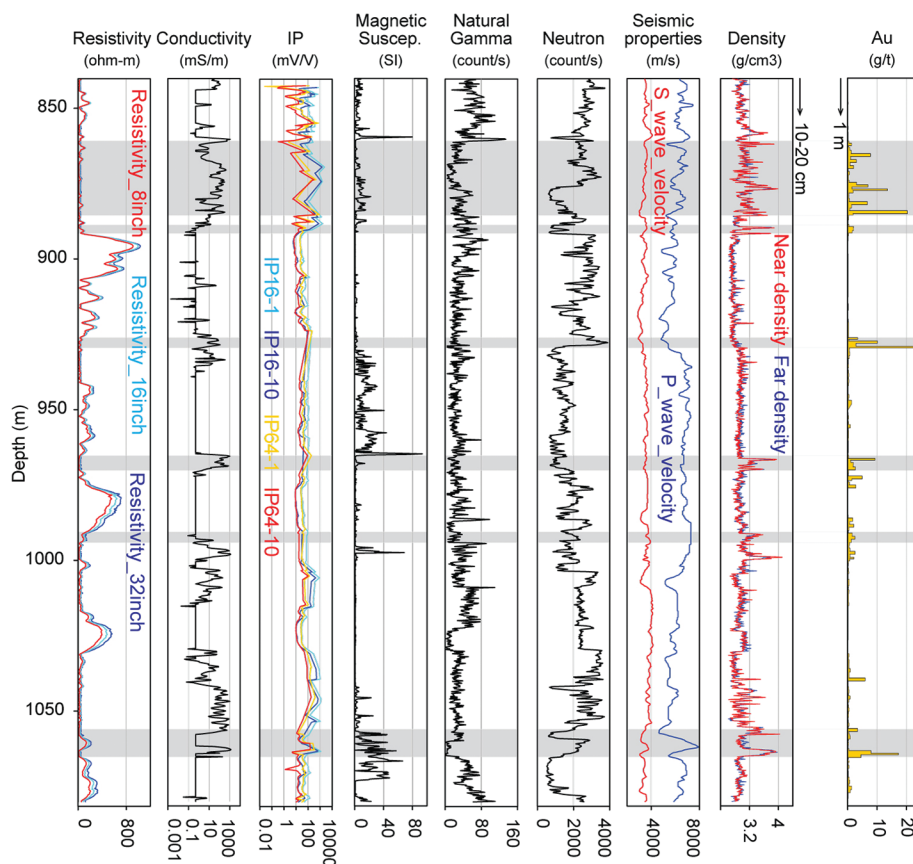 Resistivity
(ohm-m)
Conductivity
(mS/m)
IP
(mV/V)
Magnetic
Suscep.
(SI)
Natural
Gamma
(count/s)
Neutron
(count/s)
Seismic
properties
(m/s)
Density
(g/cm3)
Au
(g/t)
10-20 cm
1 m
Depth (m)
850
900
950
1000
1050
Resistivity_8inch
Resistivity_16inch
Resistivity_32inch
IP16-1
IP16-10
IP64-1
IP64-10
S_wave_velocity
P_wave_velocity
Near density
Far density
0
800
0.001
0.1
10
1000
0.01
1
100
10000
0
40
80
0
80
160
0
2000
4000
4000
8000
3.2
4
0
10
20